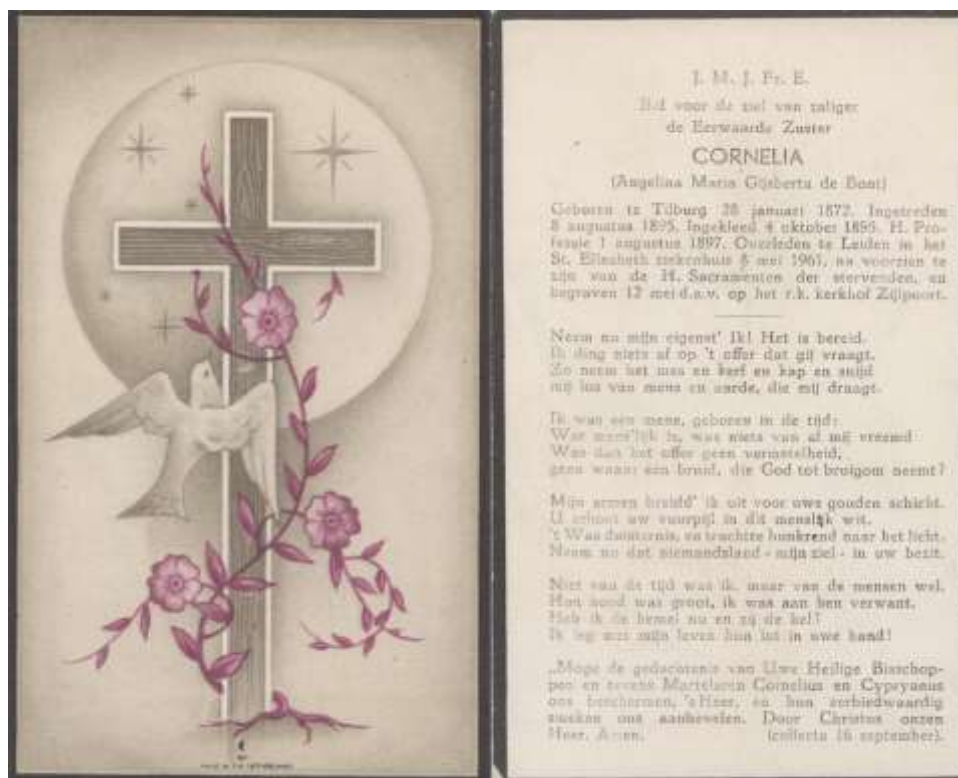 J. M. J. Fr. E.
Bid voor de ziel van zaliger
de Eerwaarde Zuster
CORNELIA
(Angelina Maria Gijsberta de Bont)
Geboren te Tilburg 28 januari 1872. Ingetreden
8 augustus 1895. Ingekleed 4 oktober 1895. H. Pro-
fessie 1 augustus 1897. Overleden te Leiden in het
St. Elisabeth ziekenhuis 8 mei 1961, na voorzien te
zijn van de H. Sacramenten der stervenden, en
begraven 12 mei d.a.v. op het r.k. kerkhof Zijlpoort.
Neem nu mijn eigenst' Ik! Het is bereid.
Ik ding niets af op 't offer dat gij vraagt.
Zo neem het mes en kerf en kap en snijd
mij los van mens en aarde, die mij draagt.
Ik was een mens, geboren in de tijd;
Wat mens'lijk is, was niets van al mij vreemd
Was dan het offer geen vermetelheid,
geen waagt een bruid, die God tot bruigom neemt?
Mijn armen breidd' ik uit voor uwe gouden schicht.
U schoot uw vuurpijl in dit menslijk wit.
't Was duisternis, en trachtte hunkrend naar het licht.
Neem nu dat niemandsland - mijn ziel - in uw bezit.
Niet van de tijd was ik, maar van de mensen wel.
Hun nood was groot, ik was aan hen verwant.
Heb ik de hemel nu en zij de hel?
Ik leg met mijn leven hun lot in uwe hand!
„Moge de gedachtenis van Uwe Heilige Bisschop-
pen en tevens Martelaren Cornelius en Cyprianus
ons beschermen, 's Heer, en hun eerbiedwaardig
smeken ons aanbevelen. Door Christus onzen
Heer. Amen. (collecta 16 september).